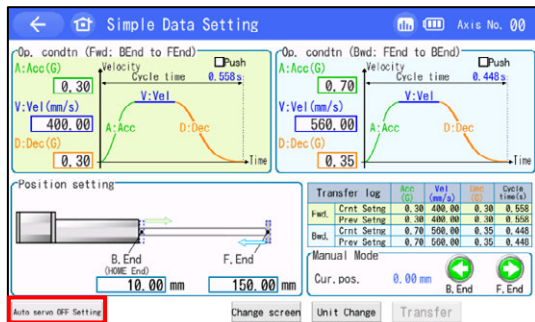 Simple Data Setting
Axis No. 00
Op. condtn (Fwd: BEnd to FEnd)
A:Acc(G)
0.30
V:Vel(mm/s)
400.00
D:Dec(G)
0.30
Velocity
Push
Cycle time
0.558s
V:Vel
A:Acc
D:Dec
Time
Op. condtn (Bwd: FEnd to BEnd)
A:Acc(G)
0.70
V:Vel(mm/s)
560.00
D:Dec(G)
0.35
Velocity
Push
Cycle time
0.448s
V:Vel
A:Acc
D:Dec
Time
Position setting
B.End
(HOME End)
10.00 mm
F.End
150.00 mm
Transfer log Acc (G) Vel (mm/s) Dec (G) Cycle time(s)
Fwd. Crnt Setng 0.30 400.00 0.30 0.558
Prev Setng 0.30 400.00 0.30 0.558
Bwd. Crnt Setng 0.70 560.00 0.35 0.448
Prev Setng 0.70 560.00 0.35 0.448
Manual Mode
Cur.pos. 0.00 mm
B.End
F.End
Auto servo OFF Setting
Change screen
Unit Change
Transfer